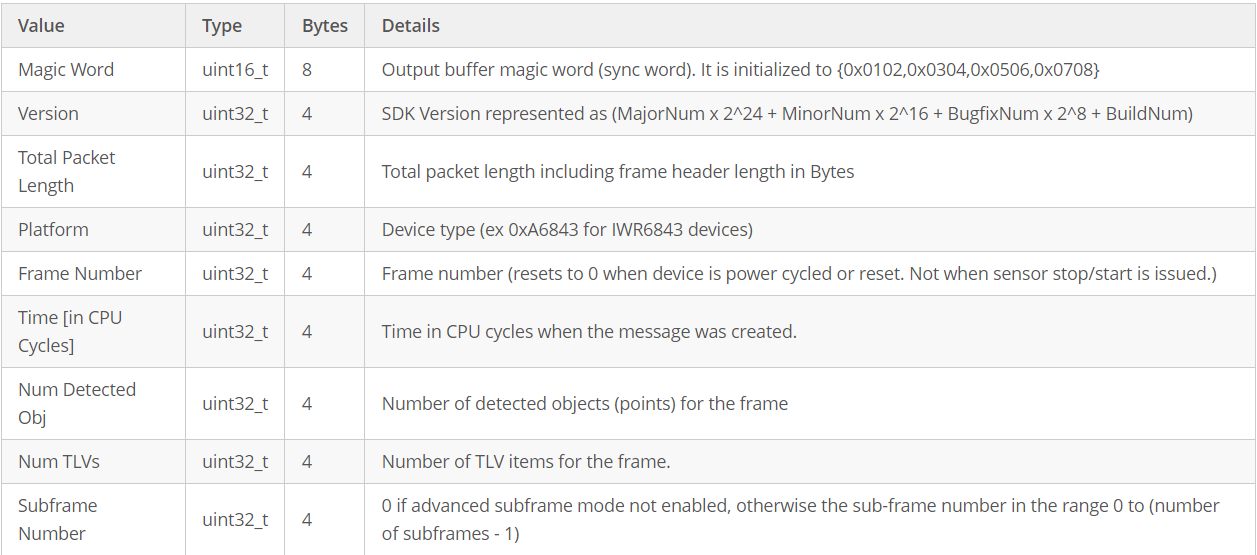 Value Type Bytes Details
Magic Word uint16_t 8 Output buffer magic word (sync word). It is initialized to {0x0102,0x0304,0x0506,0x0708}
Version uint32_t 4 SDK Version represented as (MajorNum x 2^24 + MinorNum x 2^16 + BugfixNum x 2^8 + BuildNum)
Total Packet
Length uint32_t 4 Total packet length including frame header length in Bytes
Platform uint32_t 4 Device type (ex 0xA6843 for IWR6843 devices)
Frame Number uint32_t 4 Frame number (resets to 0 when device is power cycled or reset. Not when sensor stop/start is issued.)
Time [in CPU
Cycles] uint32_t 4 Time in CPU cycles when the message was created.
Num Detected
Obj uint32_t 4 Number of detected objects (points) for the frame
Num TLVs uint32_t 4 Number of TLV items for the frame.
Subframe
Number uint32_t 4 0 if advanced subframe mode not enabled, otherwise the sub-frame number in the range 0 to (number
of subframes - 1)